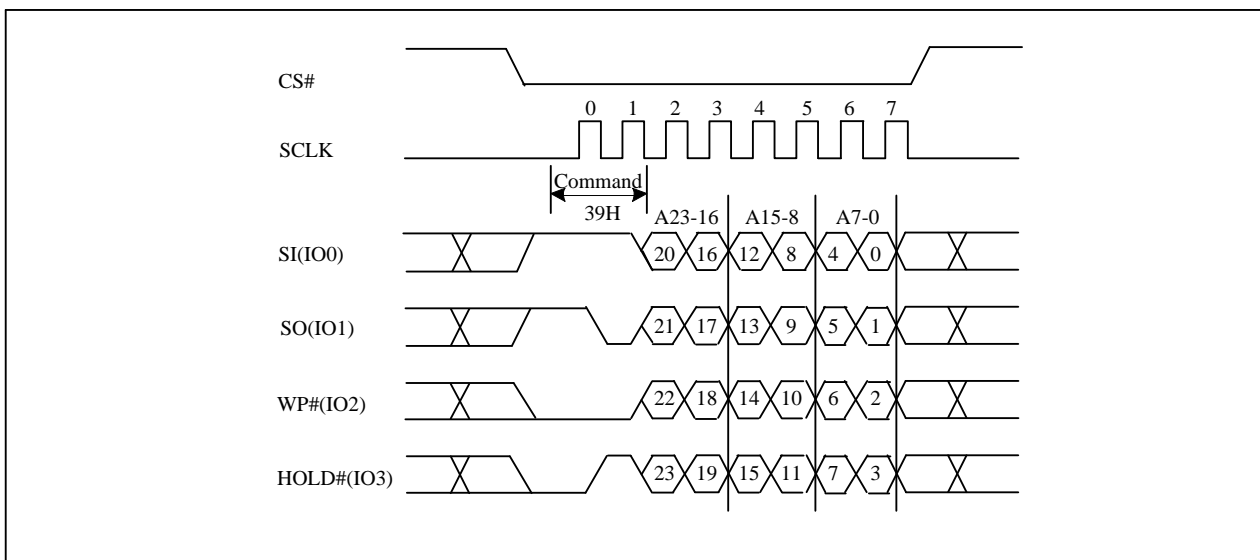 CS#
0 1 2 3 4 5 6 7
SCLK
Command
39H
A23-16 A15-8 A7-0
SI(IO0) 20 16 12 8 4 0
SO(IO1) 21 17 13 9 5 1
WP#(IO2) 22 18 14 10 6 2
HOLD#(IO3) 23 19 15 11 7 3